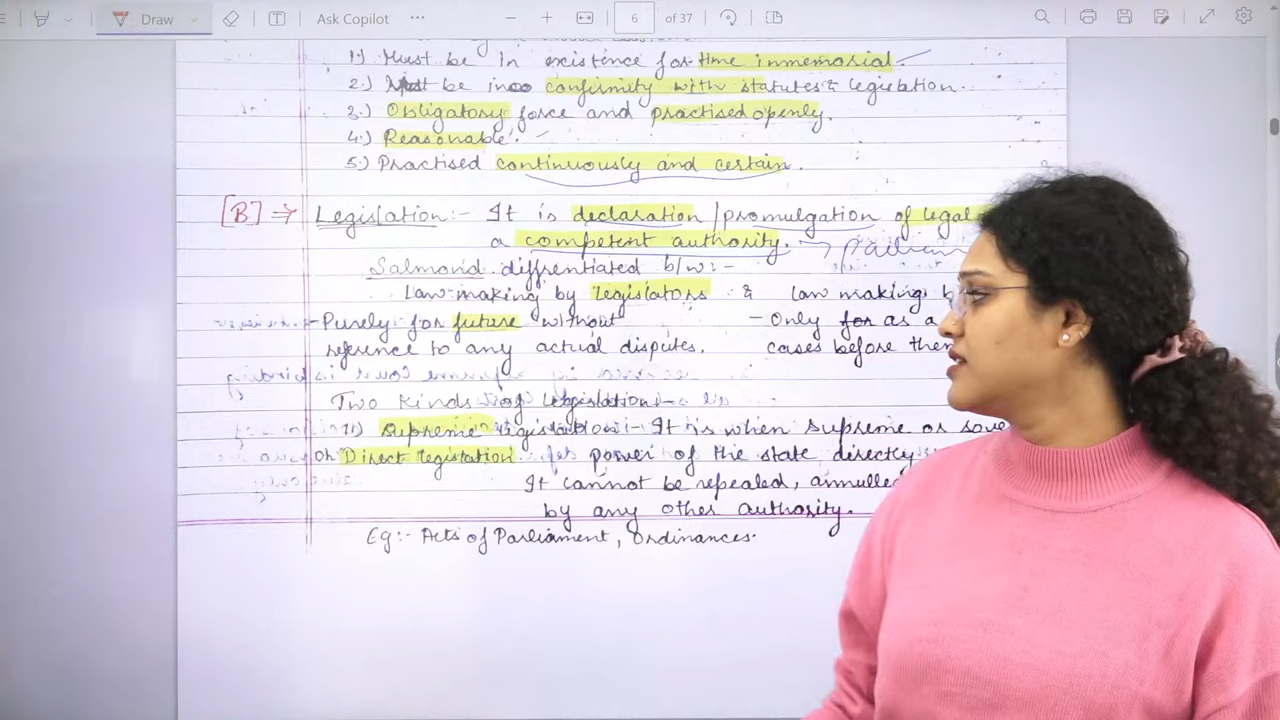 Draw
Ask Copilot
6 of 37
1.) Must be in existence for time inmemorial
2.) Must be in confirmity with statutes & legislation.
3.) Obligatory force and practised openly.
4.) Reasonable.
5.) Practised continuously and certain.
[B] ⇒ Legislation:- It is declaration / promulgation of legal
a competent authority. →
Salmond differentiated b/w:-
Law making by legislators & law making b
- Purely for future without - Only for as a
reference to any actual disputes. cases before them
Two kinds of legislation:-
1) Supreme legislation:- It is when supreme or sove
or Direct legislation. power of the state directly
It cannot be repealed, annulled
by any other authority.
Eg:- Acts of Parliament, Ordinances.